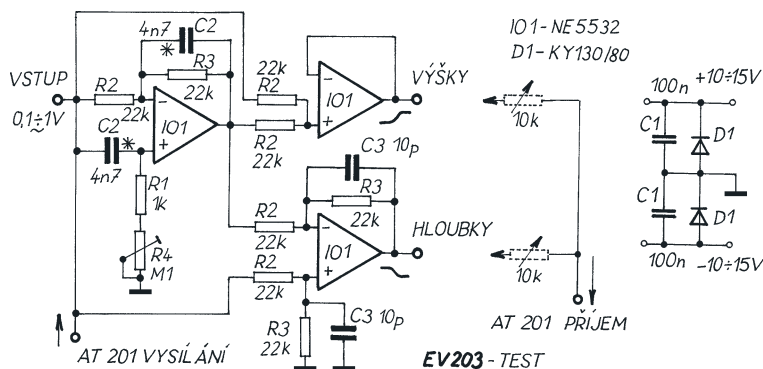 4n7 * C2
IO1 - NE5532
D1 - KY130/80
R3
22k
22k
R2
VSTUP
R2
22k
IO1
VÝŠKY
100n
+10÷15V
0,1÷1V
~
C2
*
IO1
R2
22k
10k
C1
D1
4n7
R1
1k
C3 10p
R3
22k
R2
22k
IO1
HLOUBKY
C1
D1
R4
M1
R2
22k
10k
100n
-10÷15V
R3
22k
C3 10p
AT 201 PŘÍJEM
AT 201 VYSÍLÁNÍ
EV203 - TEST